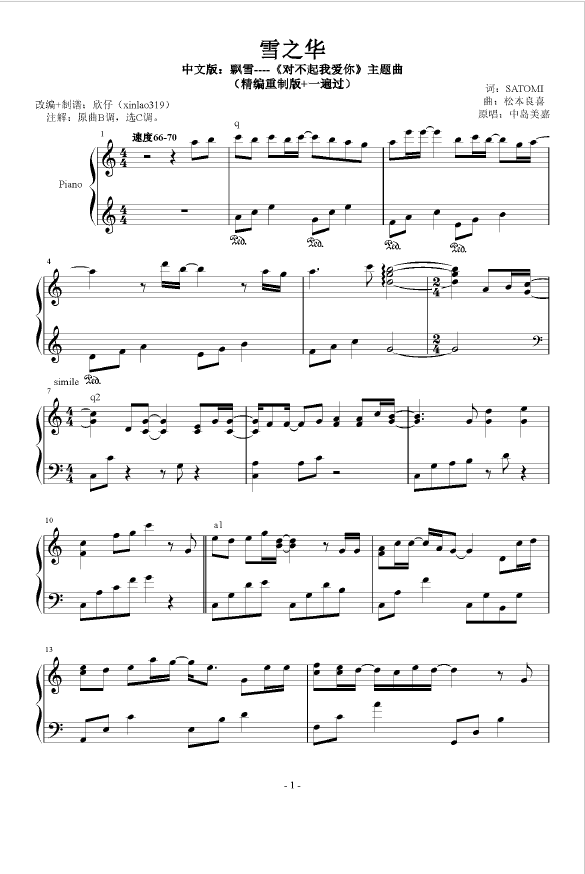 雪之华
中文版：飘雪----《对不起我爱你》主题曲
（精编重制版+一遍过）
词：SATOMI
曲：松本良喜
原唱：中岛美嘉
改编+制谱：欣仔（xinlao319）
注解：原曲B调，选C调。
速度66-70
1
q
Piano
4
simile
7
q2
10
a1
13
- 1 -